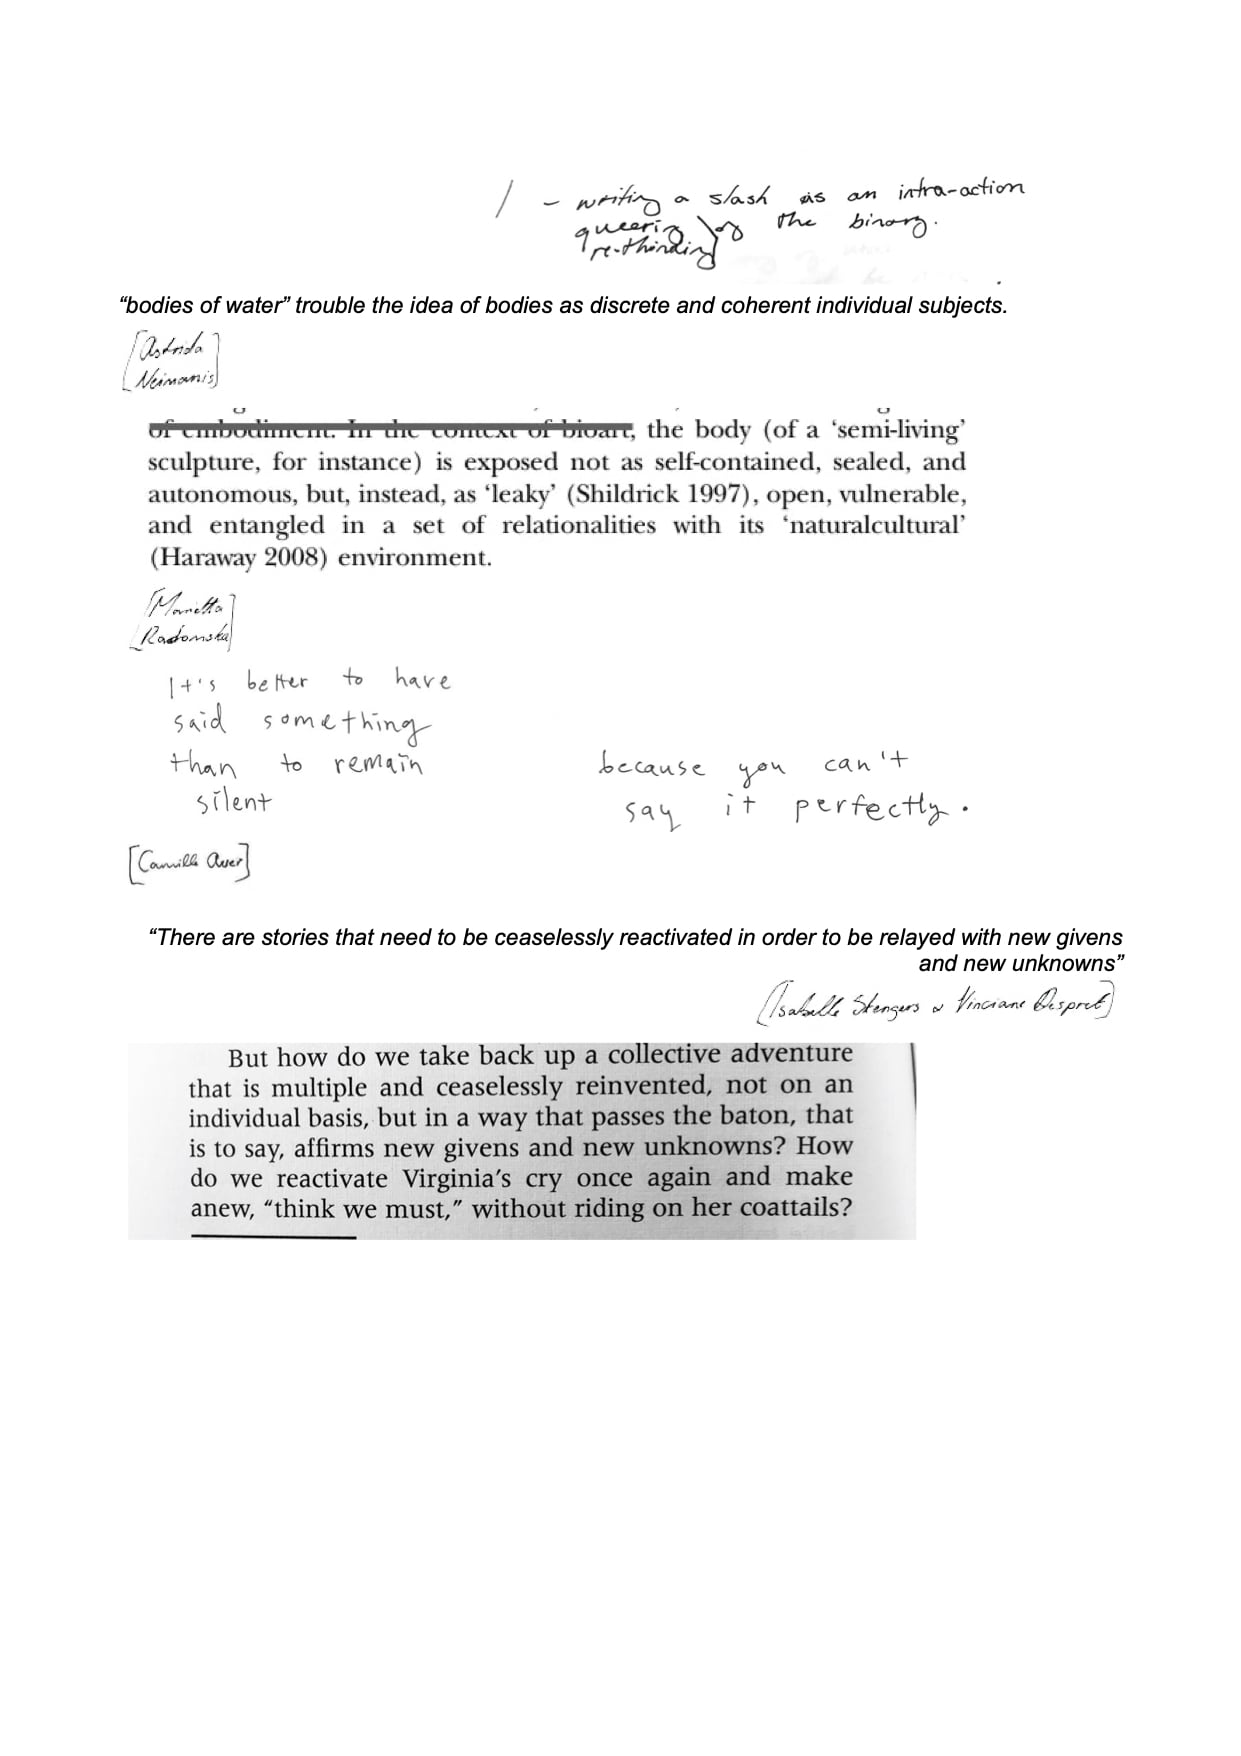 / – writing a slash as an intra-action
queering } of the binary.
re-thinking
“bodies of water” trouble the idea of bodies as discrete and coherent individual subjects.
[Astrida
Neimanis]
of embodiment. In the context of bioart, the body (of a ‘semi-living’
sculpture, for instance) is exposed not as self-contained, sealed, and
autonomous, but, instead, as ‘leaky’ (Shildrick 1997), open, vulnerable,
and entangled in a set of relationalities with its ‘naturalcultural’
(Haraway 2008) environment.
[Marietta
Radomska]
It's better to have
said something
than to remain
silent
because you can't
say it perfectly.
[Camille Auer]
“There are stories that need to be ceaselessly reactivated in order to be relayed with new givens
and new unknowns”
[Isabelle Stengers & Vinciane Despret]
But how do we take back up a collective adventure
that is multiple and ceaselessly reinvented, not on an
individual basis, but in a way that passes the baton, that
is to say, affirms new givens and new unknowns? How
do we reactivate Virginia’s cry once again and make
anew, “think we must,” without riding on her coattails?